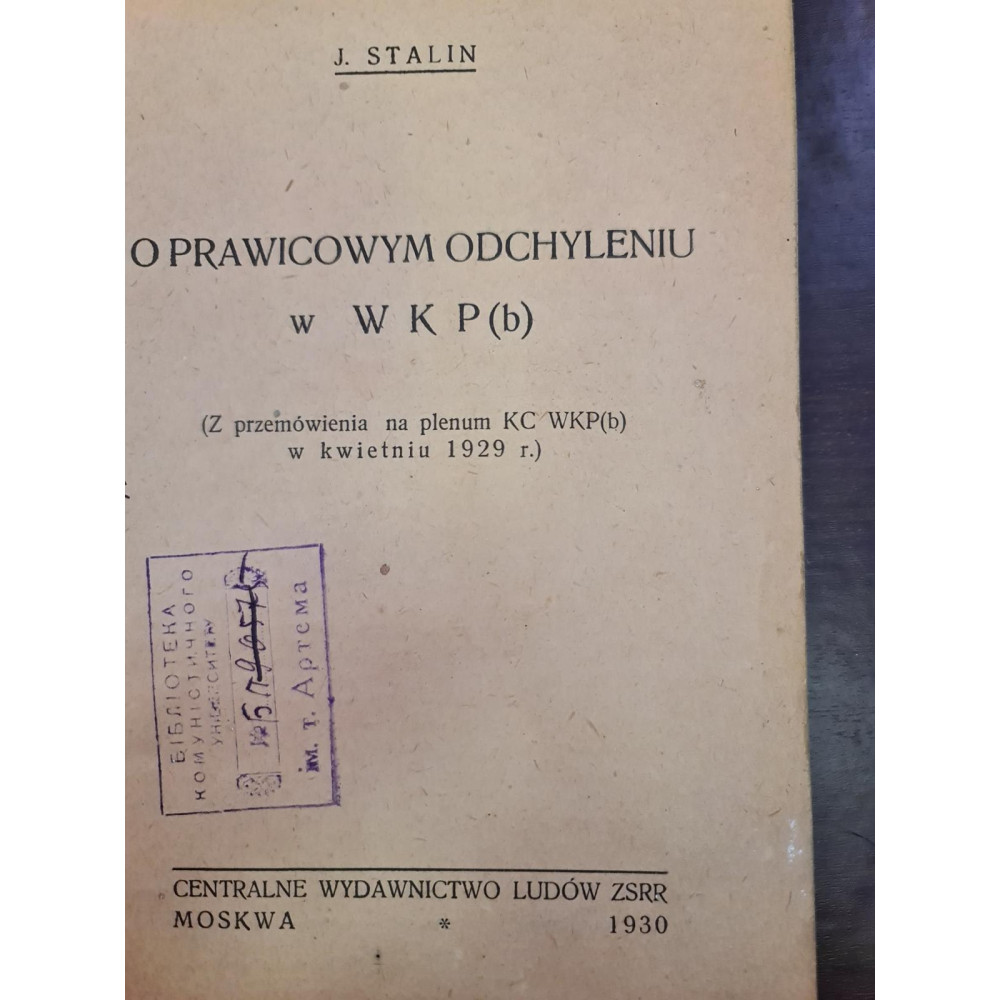 J. STALIN
O PRAWICOWYM ODCHYLENIU
w W K P (b)
(Z przemówienia na plenum KC WKP(b)
w kwietniu 1929 r.)
БІБЛІОТЕКА
КОМУНІСТИЧНОГО
УНІВЕРСИТЕТУ
№
ім. т. Артема
CENTRALNE WYDAWNICTWO LUDÓW ZSRR
MOSKWA * 1930